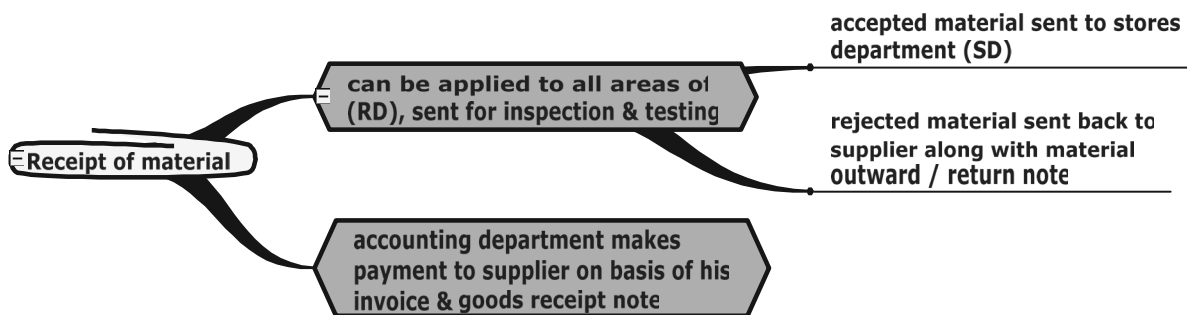 Receipt of material
can be applied to all areas of
(RD), sent for inspection & testing
accepted material sent to stores
department (SD)
rejected material sent back to
supplier along with material
outward / return note
accounting department makes
payment to supplier on basis of his
invoice & goods receipt note